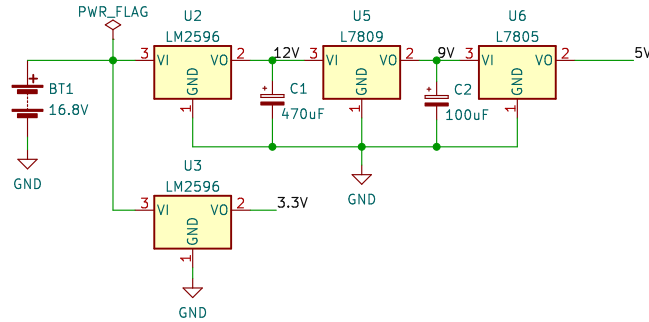 PWR_FLAG
U2
LM2596
3 VI VO 2
GND
1
12V
U5
L7809
3 VI VO 2
GND
1
9V
U6
L7805
3 VI VO 2
GND
1
5V
+
BT1
16.8V
GND
+
C1
470uF
+
C2
100uF
GND
U3
LM2596
3 VI VO 2
GND
1
3.3V
GND